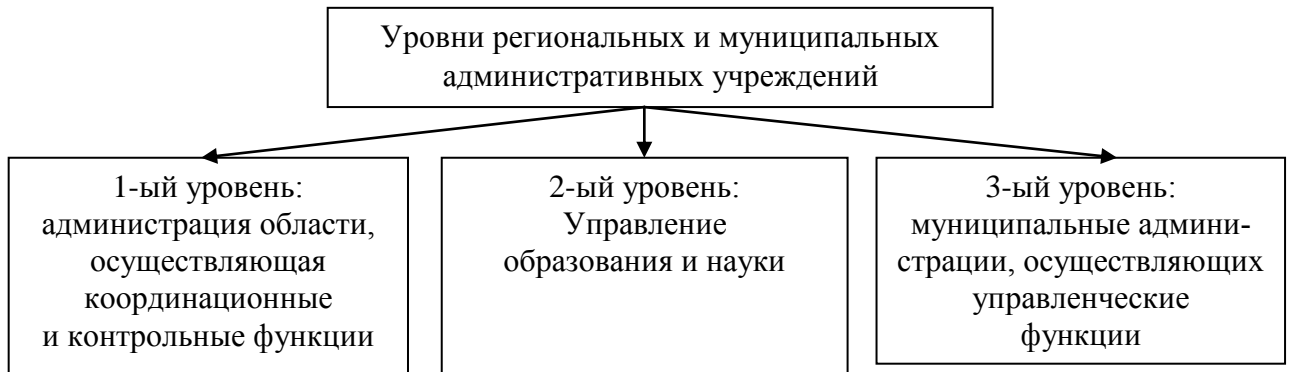 Уровни региональных и муниципальных
административных учреждений
1-ый уровень:
администрация области,
осуществляющая
координационные
и контрольные функции
2-ый уровень:
Управление
образования и науки
3-ый уровень:
муниципальные админи-
страции, осуществляющих
управленческие
функции